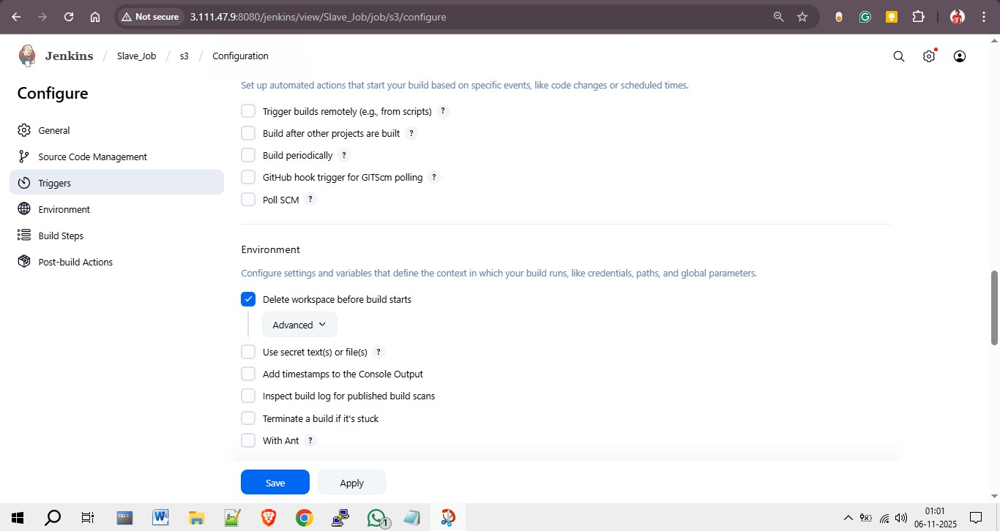 Not secure
3.111.47.9:8080/jenkins/view/Slave_Job/job/s3/configure
Jenkins / Slave_Job / s3 / Configuration
Configure
General
Source Code Management
Triggers
Environment
Build Steps
Post-build Actions
Set up automated actions that start your build based on specific events, like code changes or scheduled times.
Trigger builds remotely (e.g., from scripts) ?
Build after other projects are built ?
Build periodically ?
GitHub hook trigger for GITScm polling ?
Poll SCM ?
Environment
Configure settings and variables that define the context in which your build runs, like credentials, paths, and global parameters.
Delete workspace before build starts
Advanced
Use secret text(s) or file(s) ?
Add timestamps to the Console Output
Inspect build log for published build scans
Terminate a build if it's stuck
With Ant ?
Save
Apply
SQL>
W
1
01:01
06-11-2025